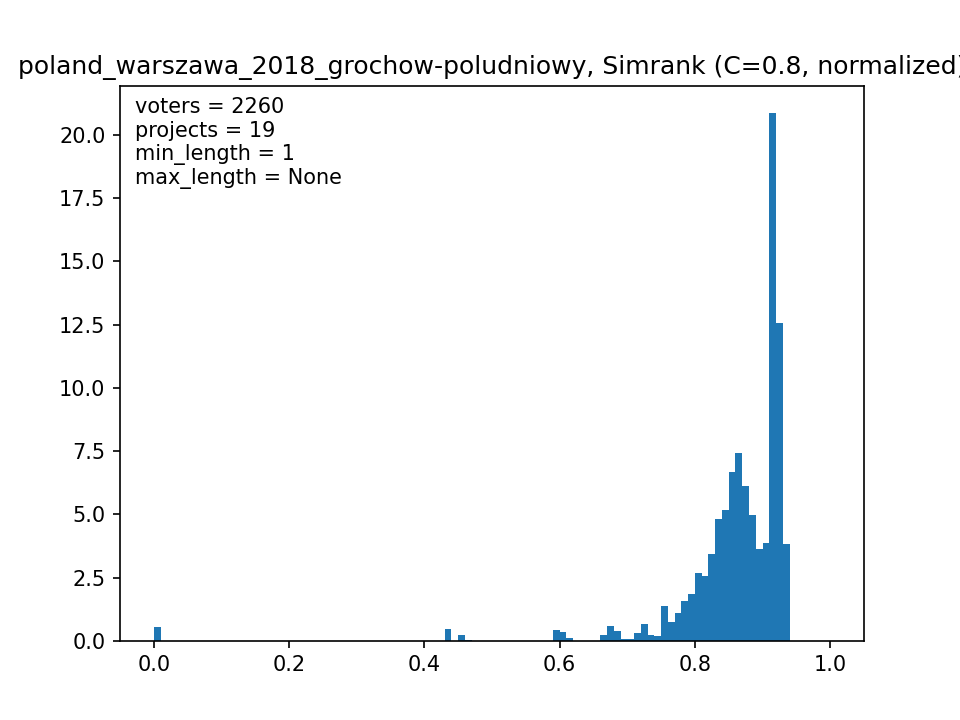 poland_warszawa_2018_grochow-poludniowy, Simrank (C=0.8, normalized)
voters = 2260
projects = 19
min_length = 1
max_length = None
20.0
17.5
15.0
12.5
10.0
7.5
5.0
2.5
0.0
0.0 0.2 0.4 0.6 0.8 1.0